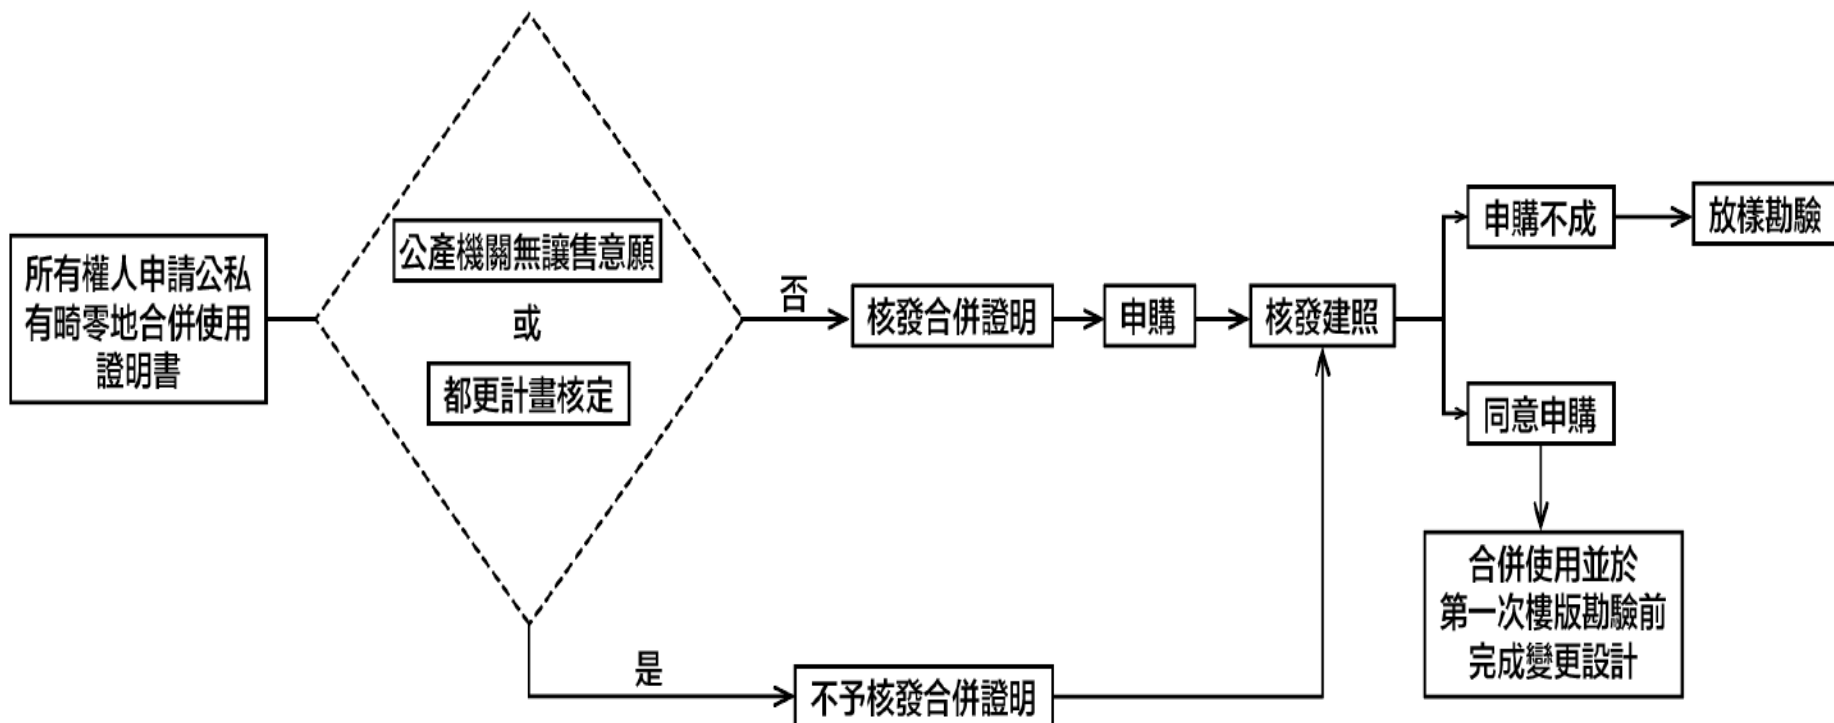 所有權人申請公私
有畸零地合併使用
證明書
公產機關無讓售意願
或
都更計畫核定
否
核發合併證明
申購
核發建照
申購不成
放樣勘驗
同意申購
合併使用並於
第一次樓版勘驗前
完成變更設計
是
不予核發合併證明